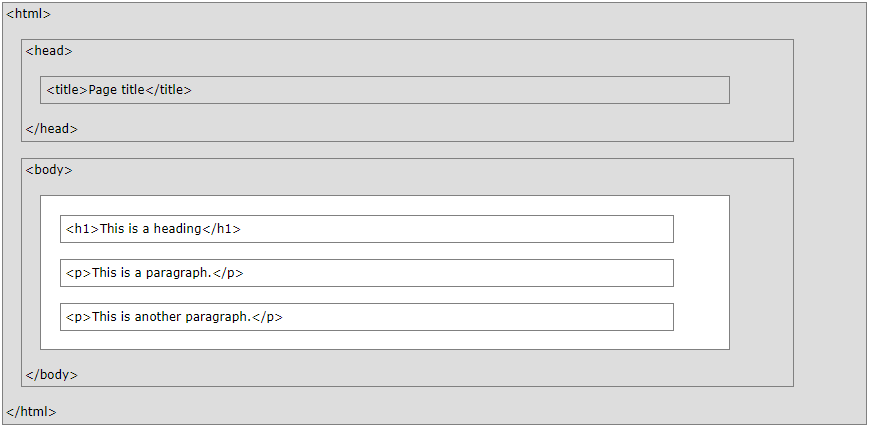 <html>
<head>
<title>Page title</title>
</head>
<body>
<h1>This is a heading</h1>
<p>This is a paragraph.</p>
<p>This is another paragraph.</p>
</body>
</html>